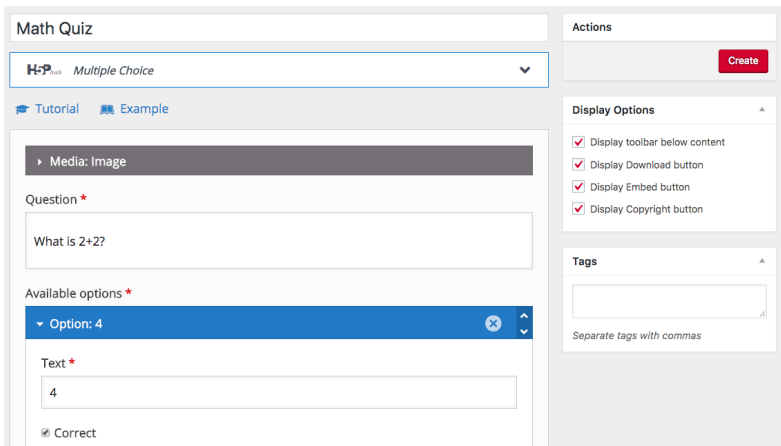 Math Quiz
H5P hub Multiple Choice
Tutorial Example
Media: Image
Question *
What is 2+2?
Available options *
Option: 4
Text *
4
Correct
Actions
Create
Display Options
Display toolbar below content
Display Download button
Display Embed button
Display Copyright button
Tags
Separate tags with commas